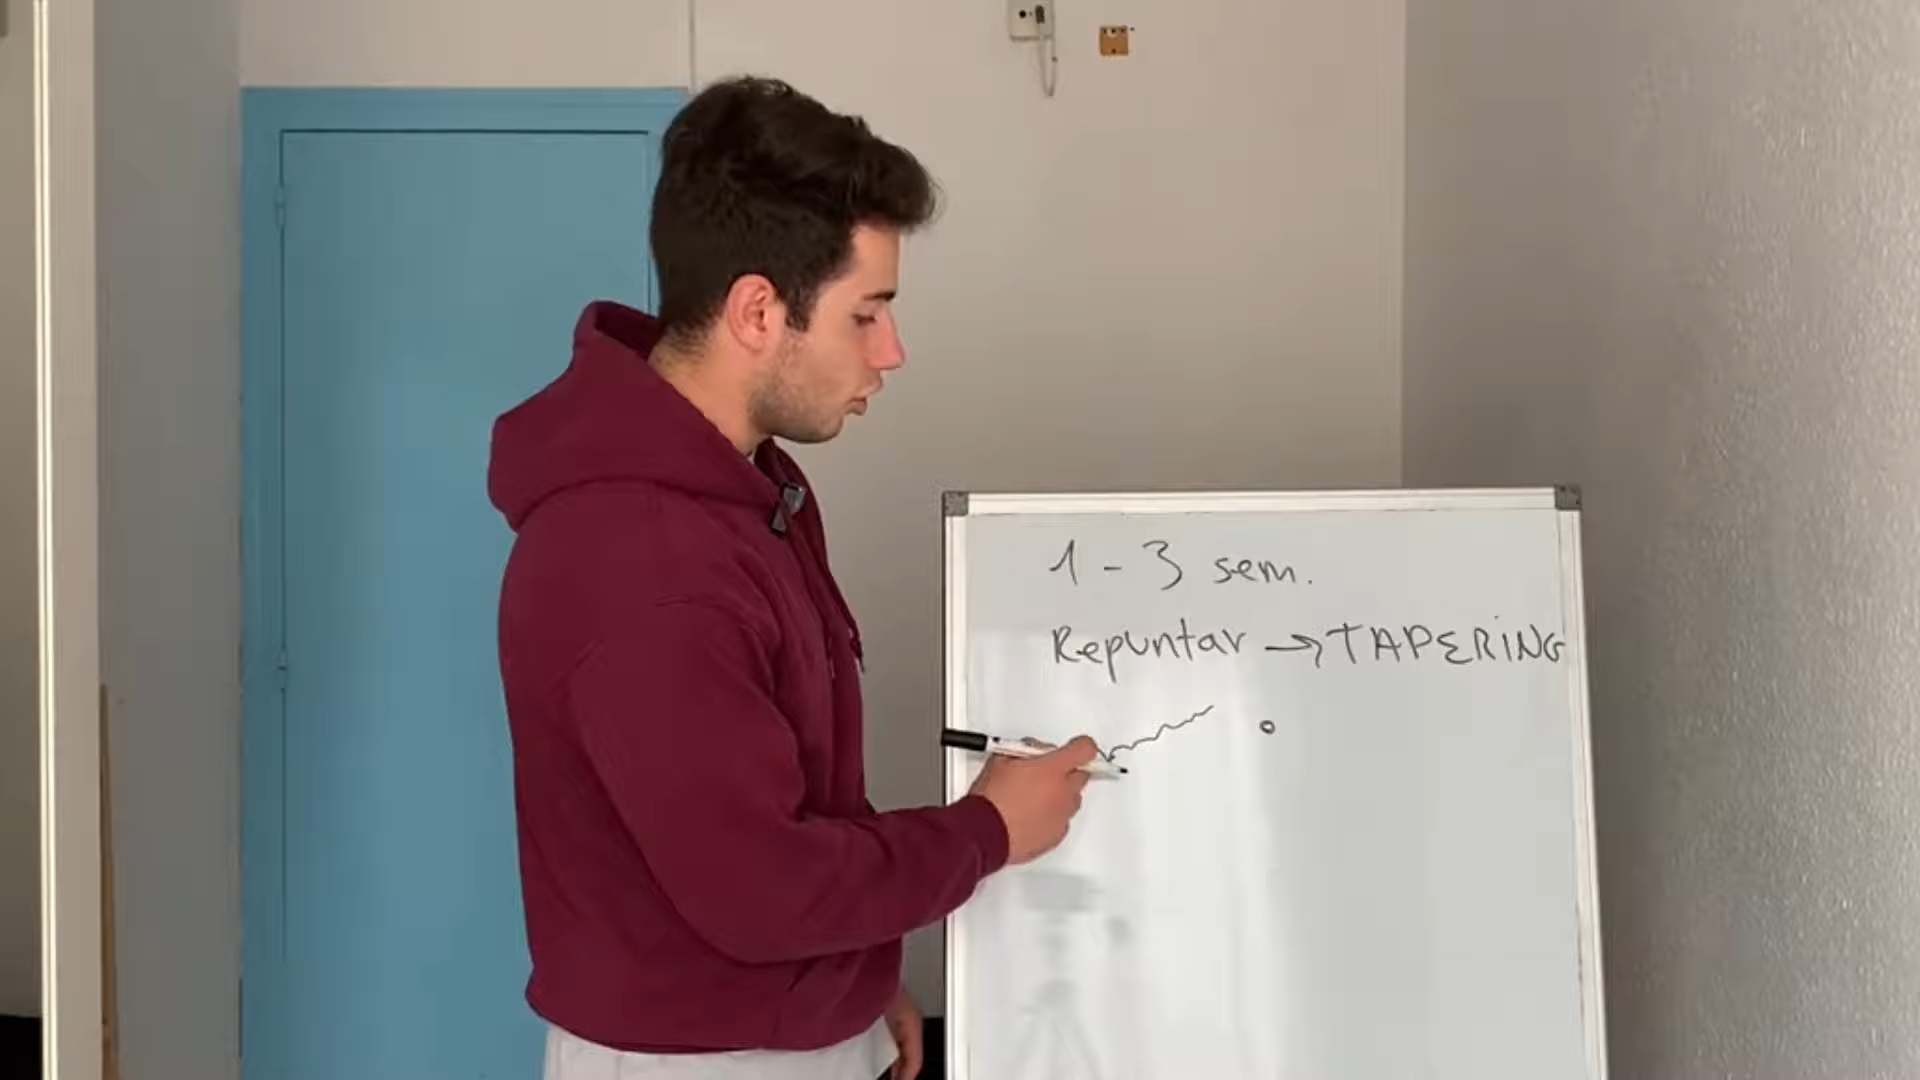 1 - 3 sem.
Repuntar → TAPERiNG